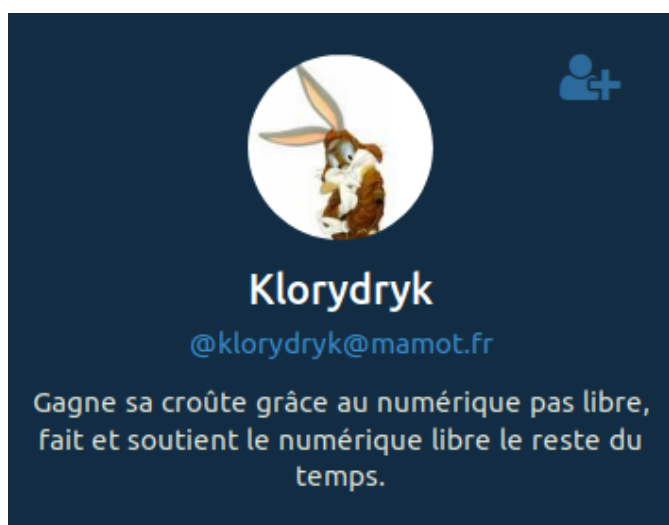 Klorydryk
@klorydryk@mamot.fr
Gagne sa croûte grâce au numérique pas libre,
fait et soutient le numérique libre le reste du
temps.